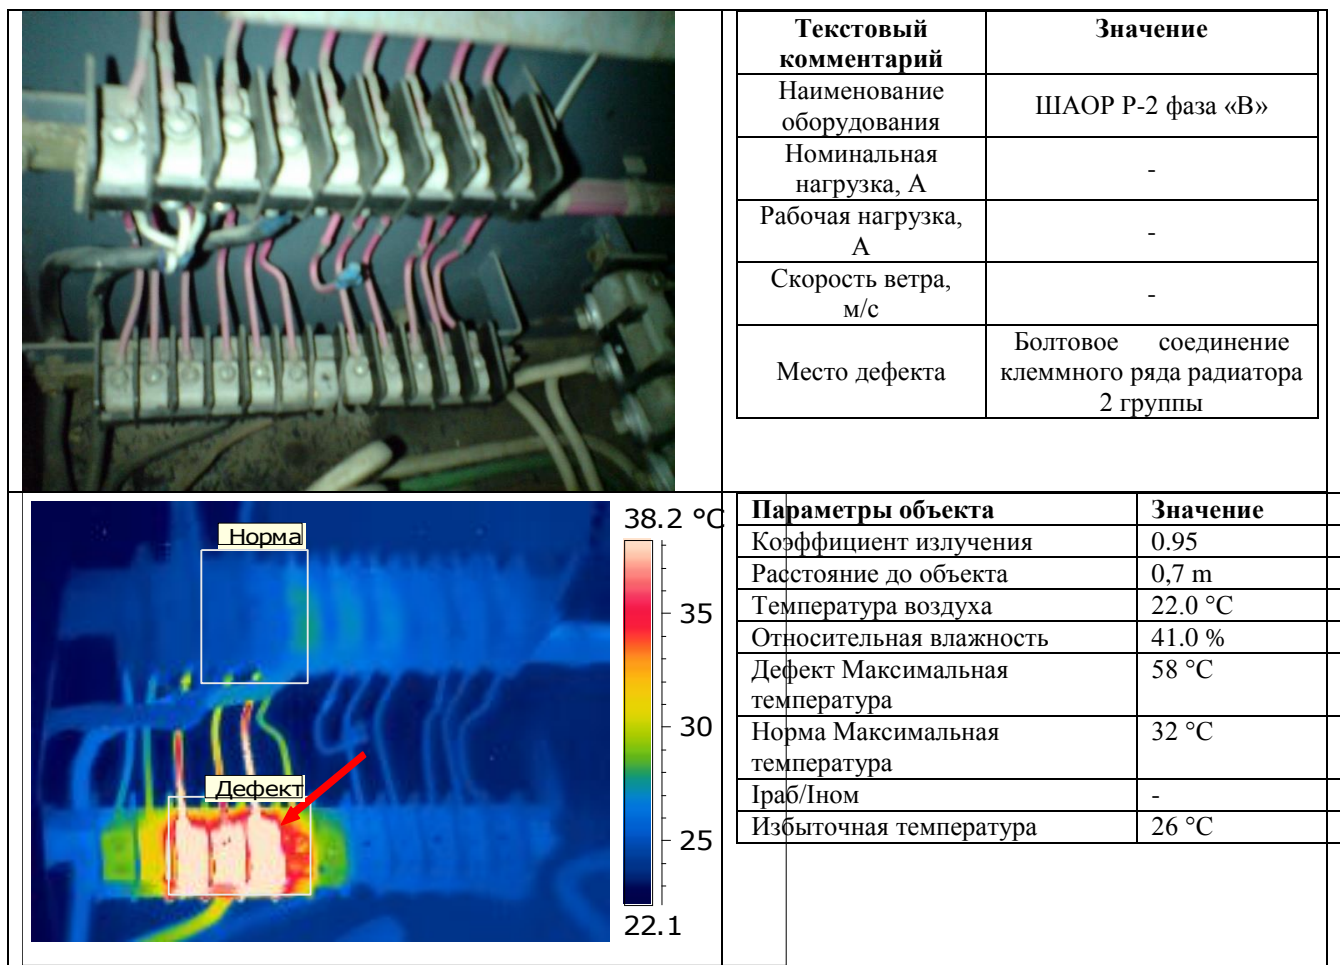 Текстовый
комментарий
Значение
Наименование
оборудования
ШАОР Р-2 фаза «В»
Номинальная
нагрузка, А
-
Рабочая нагрузка,
А
-
Скорость ветра,
м/с
-
Место дефекта
Болтовое соединение
клеммного ряда радиатора
2 группы
Норма
Дефект
38.2 °C
35
30
25
22.1
Параметры объекта
Значение
Коэффициент излучения
0.95
Расстояние до объекта
0,7 m
Температура воздуха
22.0 °C
Относительная влажность
41.0 %
Дефект Максимальная
температура
58 °C
Норма Максимальная
температура
32 °C
Iраб/Iном
-
Избыточная температура
26 °C